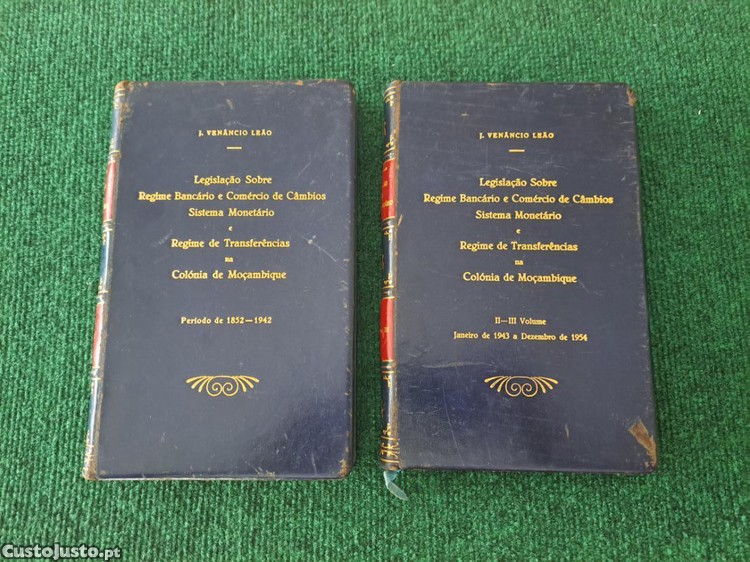 J. VENÂNCIO LEÃO
Legislação Sobre
Regime Bancário e Comércio de Câmbios
Sistema Monetário
e
Regime de Transferências
na
Colónia de Moçambique
Período de 1852—1942
J. VENÂNCIO LEÃO
Legislação Sobre
Regime Bancário e Comércio de Câmbios
Sistema Monetário
e
Regime de Transferências
na
Colónia de Moçambique
II—III Volume
Janeiro de 1943 a Dezembro de 1954
CustoJusto.pt